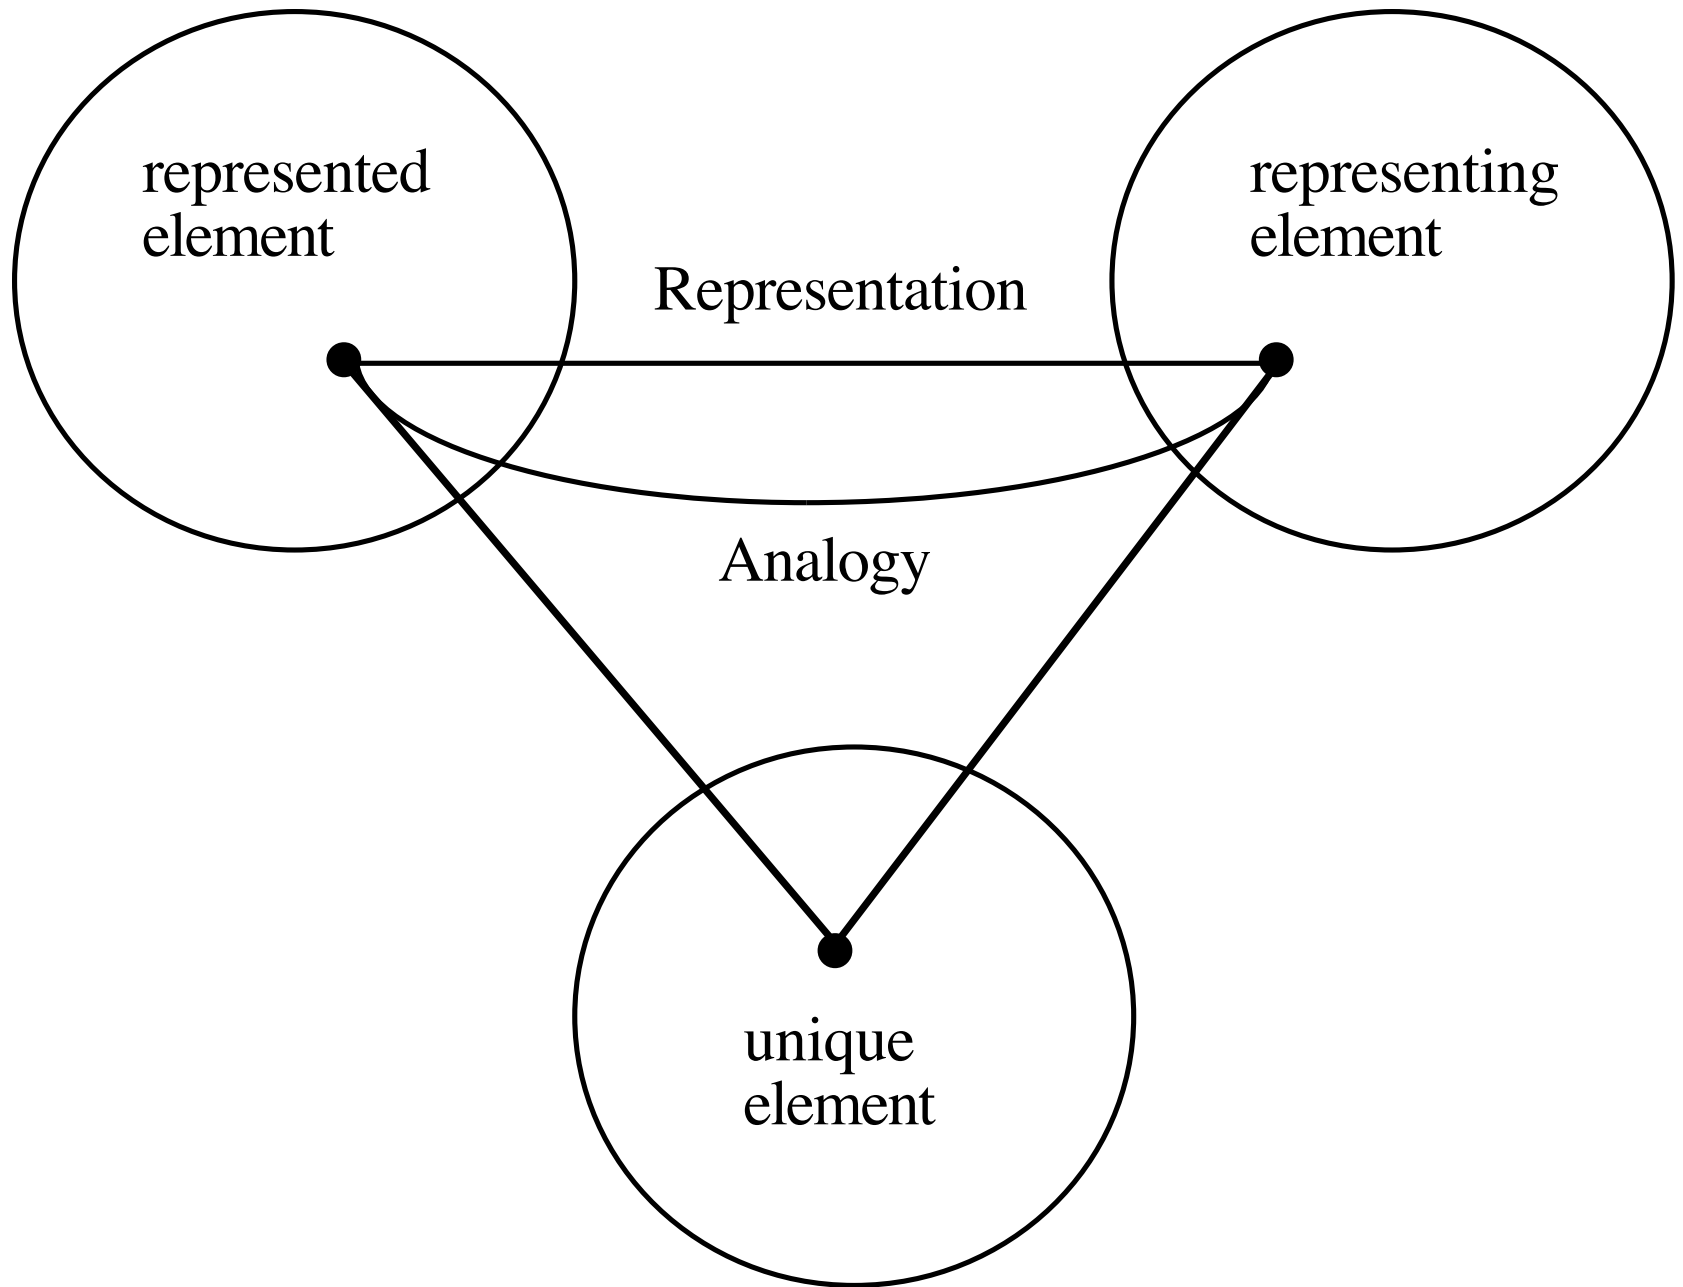 represented
element
representing
element
Representation
Analogy
unique
element